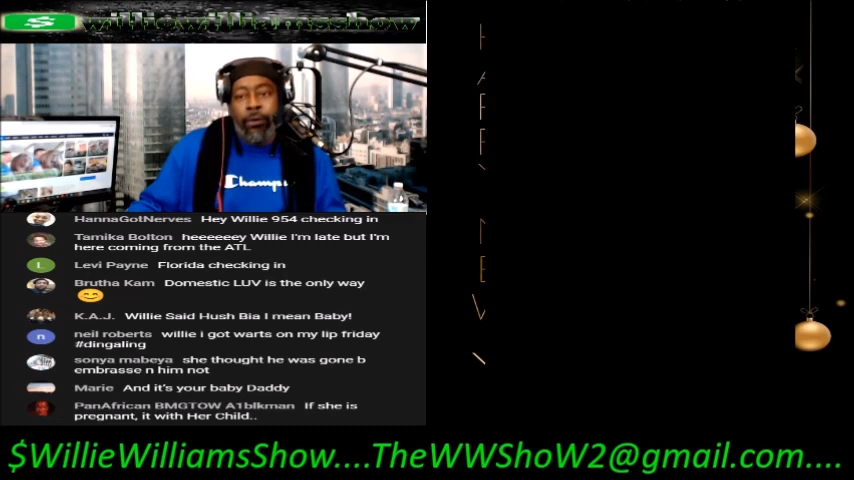 $
Champi
HannaGotNerves Hey Willie 954 checking in
Tamika Bolton heeeeeey Willie I'm late but I'm
here coming from the ATL
L
Levi Payne Florida checking in
Brutha Kam Domestic LUV is the only way
😊
K.A.J. Willie Said Hush Bia I mean Baby!
n
neil roberts willie i got warts on my lip friday
#dingaling
sonya mabeya she thought he was gone b
embrasse n him not
Marie And it's your baby Daddy
PanAfrican BMGTOW A1blkman If she is
pregnant, it with Her Child..
$WillieWilliamsShow....TheWWShoW2@gmail.com....